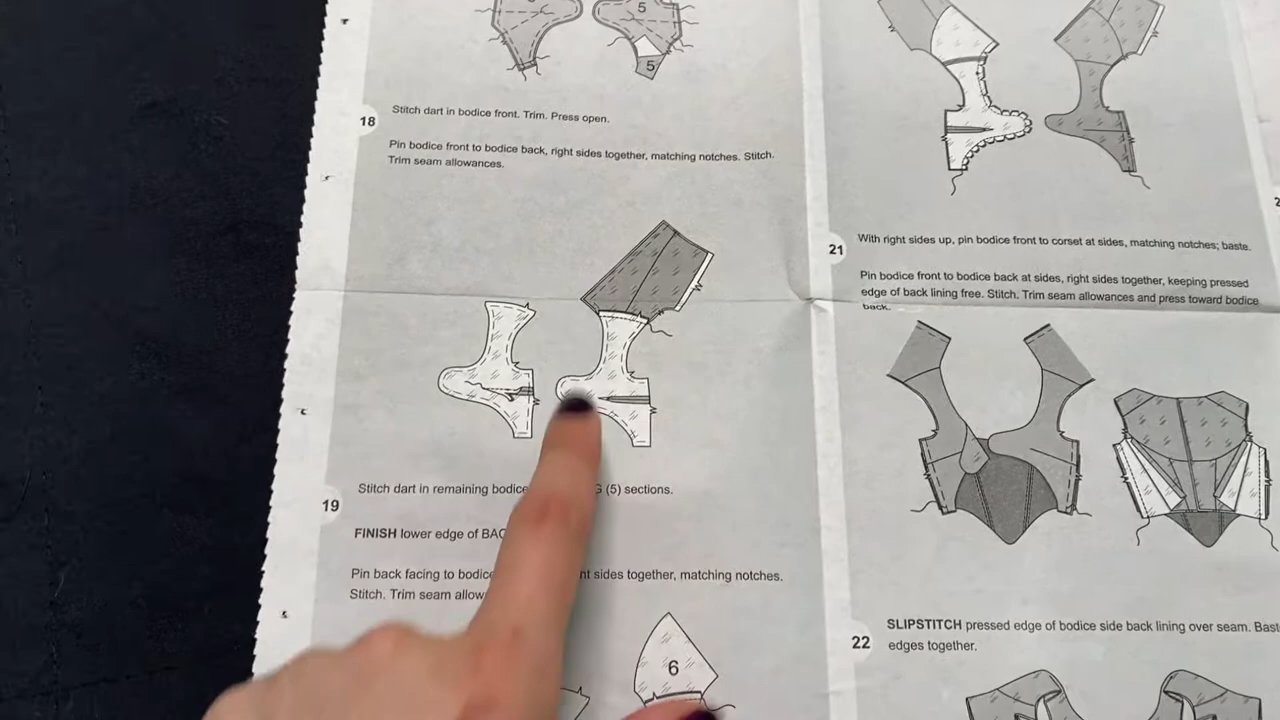 5
5
18
Stitch dart in bodice front. Trim. Press open.
Pin bodice front to bodice back, right sides together, matching notches. Stitch.
Trim seam allowances.
19
Stitch dart in remaining bodice (5) sections.
FINISH lower edge of
Pin back facing to bodice sides together, matching notches.
Stitch. Trim seam
6
21
With right sides up, pin bodice front to corset at sides, matching notches; baste.
Pin bodice front to bodice back at sides, right sides together, keeping pressed
edge of back lining free. Stitch. Trim seam allowances and press toward bodice
back.
22
SLIPSTITCH pressed edge of bodice side back lining over seam.
edges together.